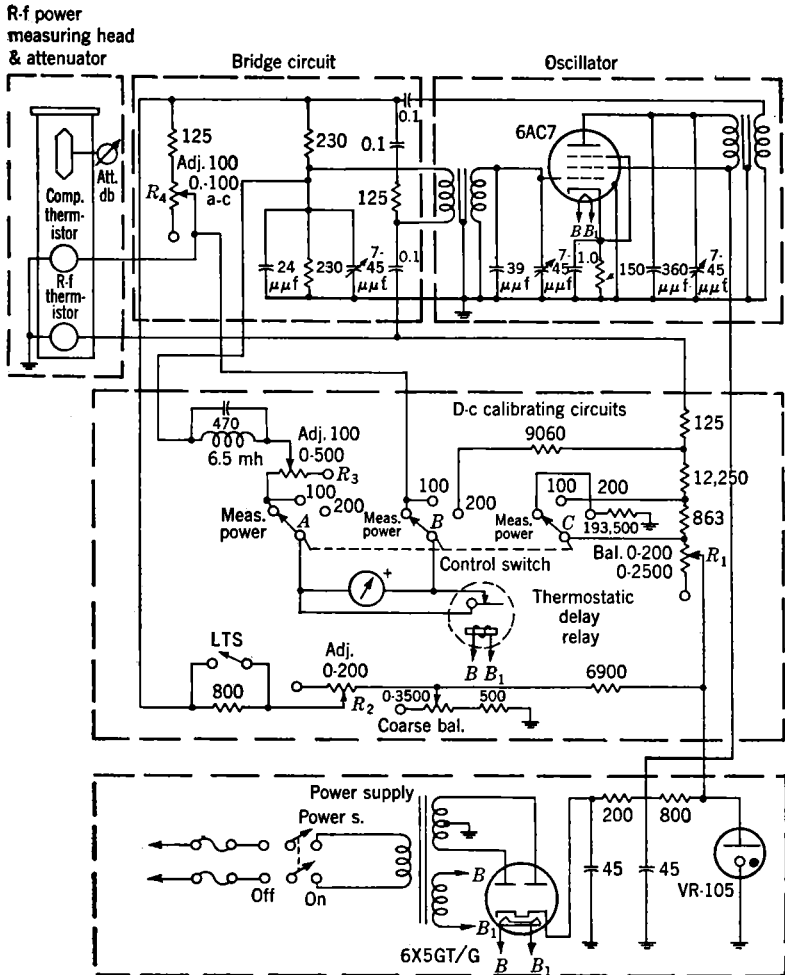 R-f power
measuring head
& attenuator
Bridge circuit
Oscillator
125
Adj. 100
0.-100
a-c
R4
230
0.1
0.1
125
230
24
μμf
7-
45
μμf
0.1
6AC7
B B1
39
μμf
7-
45
μμf
1.0
150
360
μμf
7-
45
μμf
Att.
db
Comp.
therm-
istor
R-f
therm-
istor
D-c calibrating circuits
470
6.5 mh
Adj. 100
0-500
R3
100
200
Meas.
power
A
100
200
Meas.
power
B
9060
100
200
Meas.
power
C
193,500
125
12,250
863
Bal. 0-200
0-2500
R1
Control switch
+
Thermostatic
delay
relay
B B1
LTS
800
Adj.
0-200
R2
0-3500
500
Coarse bal.
6900
Power supply
Power s.
Off
On
B
B1
6X5GT/G
B B1
200
800
45
45
VR-105